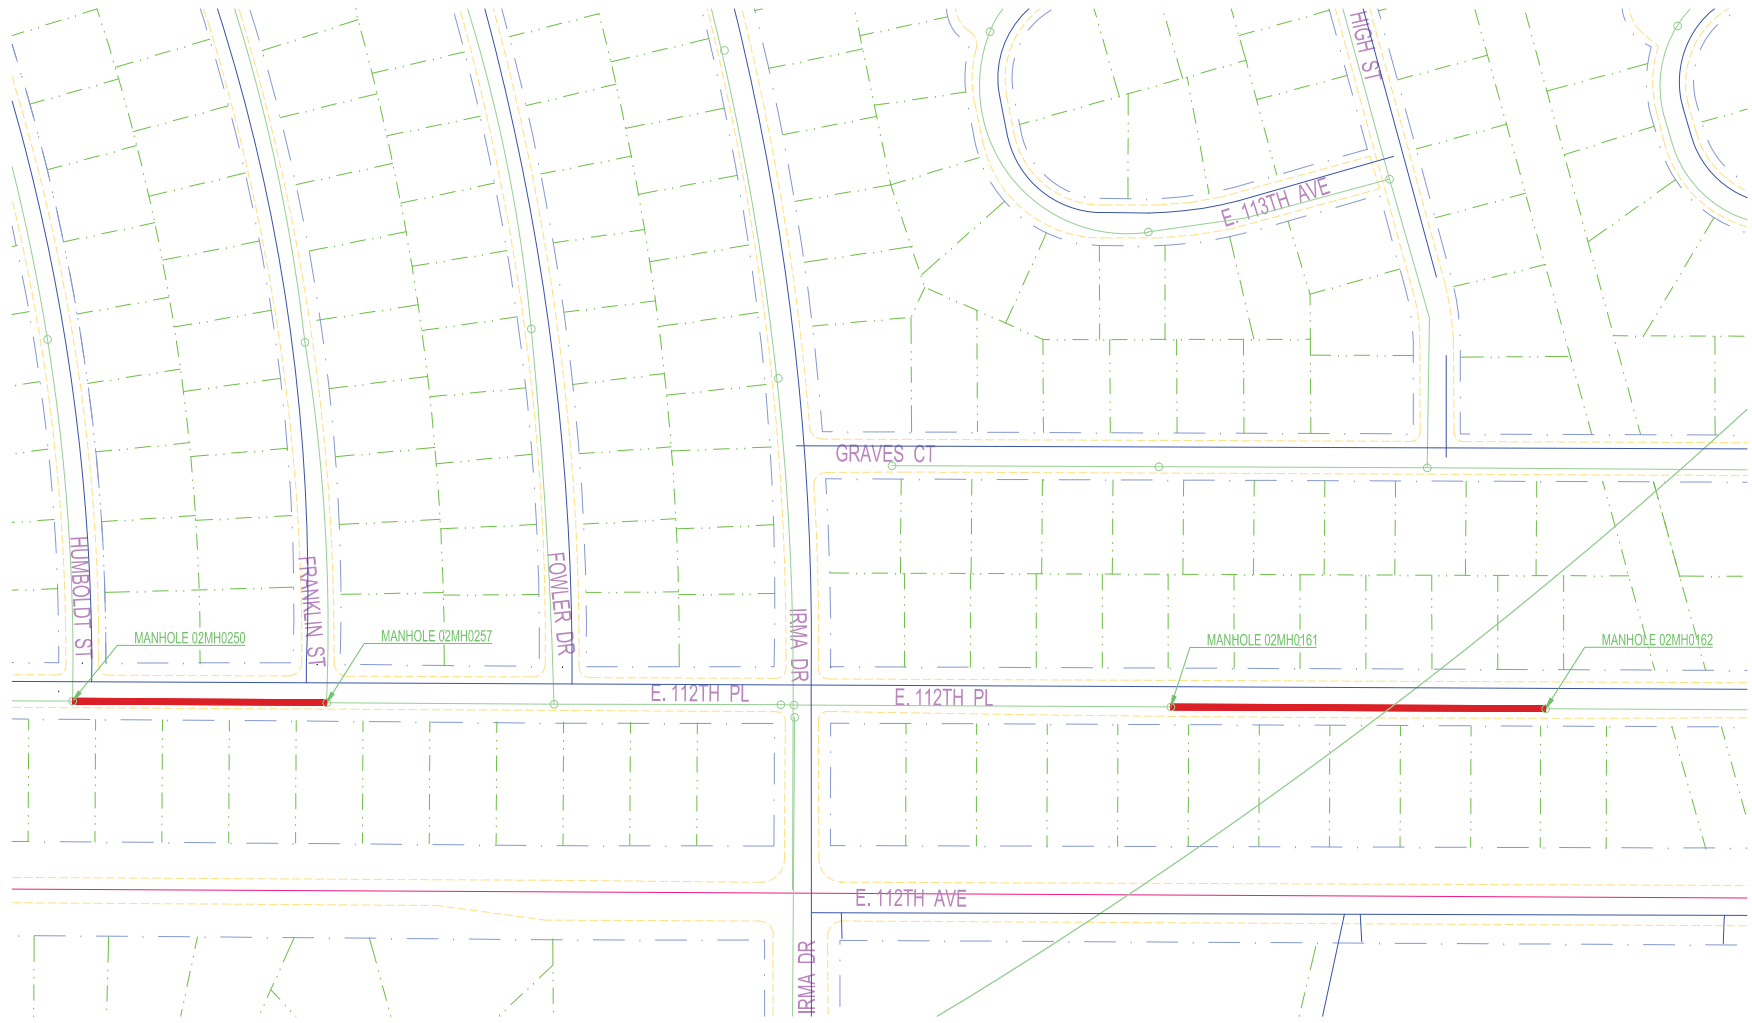 HIGH ST
E. 113TH AVE
GRAVES CT
HUMBOLDT ST
FRANKLIN ST
FOWLER DR
IRMA DR
MANHOLE 02MH0250
MANHOLE 02MH0257
MANHOLE 02MH0161
MANHOLE 02MH0162
E. 112TH PL
E. 112TH PL
E. 112TH AVE
IRMA DR